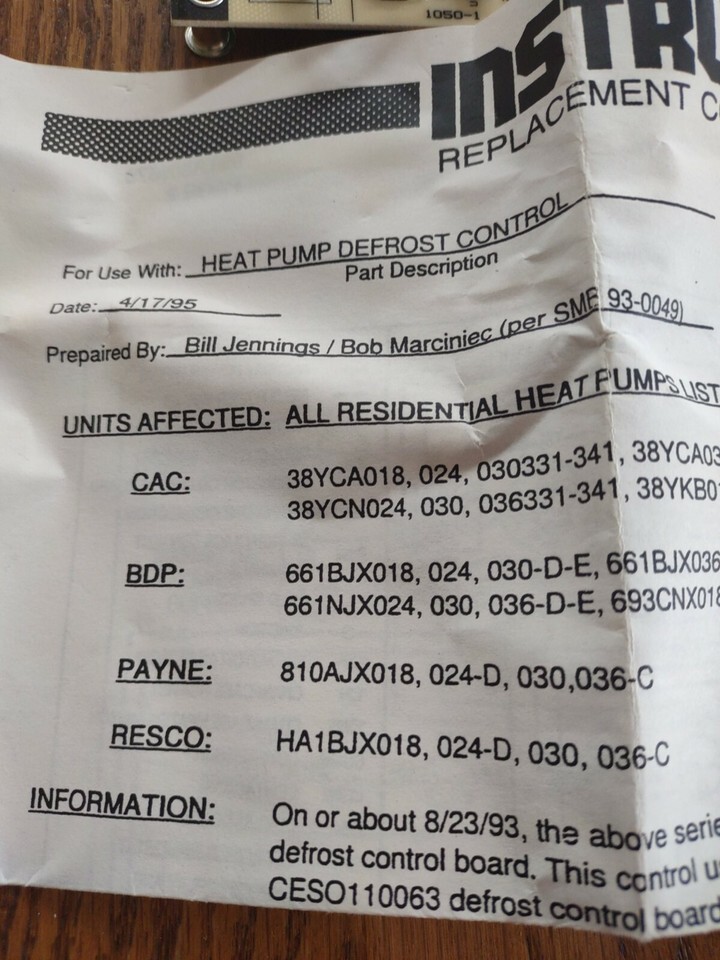 1050-1
INSTRU
REPLACEMENT C
For Use With: HEAT PUMP DEFROST CONTROL
Part Description
Date: 4/17/95
Prepaired By: Bill Jennings / Bob Marciniec (per SMB 93-0049)
UNITS AFFECTED: ALL RESIDENTIAL HEAT PUMPS LIST
CAC: 38YCA018, 024, 030331-341, 38YCA03
38YCN024, 030, 036331-341, 38YKB01
BDP: 661BJX018, 024, 030-D-E, 661BJX036
661NJX024, 030, 036-D-E, 693CNX018
PAYNE: 810AJX018, 024-D, 030,036-C
RESCO: HA1BJX018, 024-D, 030, 036-C
INFORMATION: On or about 8/23/93, the above serie
defrost control board. This control u
CESO110063 defrost control board